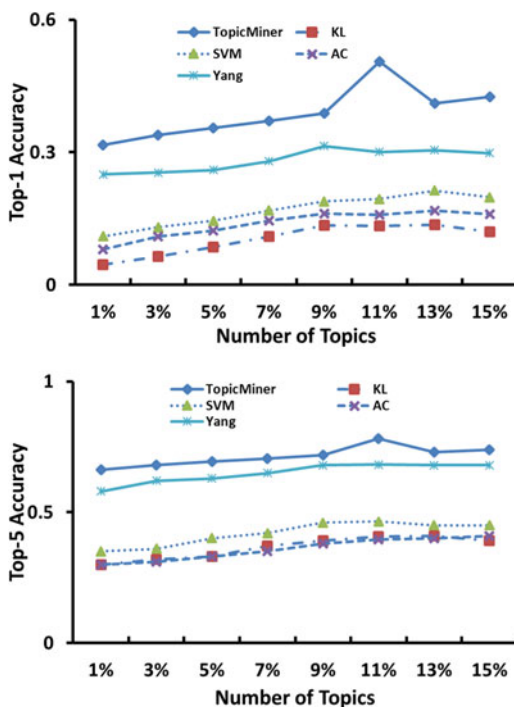 0.6
TopicMiner KL
SVM AC
Yang
Top-1 Accuracy
0.3
0
1% 3% 5% 7% 9% 11% 13% 15%
Number of Topics
1
TopicMiner KL
SVM AC
Yang
Top-5 Accuracy
0.5
0
1% 3% 5% 7% 9% 11% 13% 15%
Number of Topics